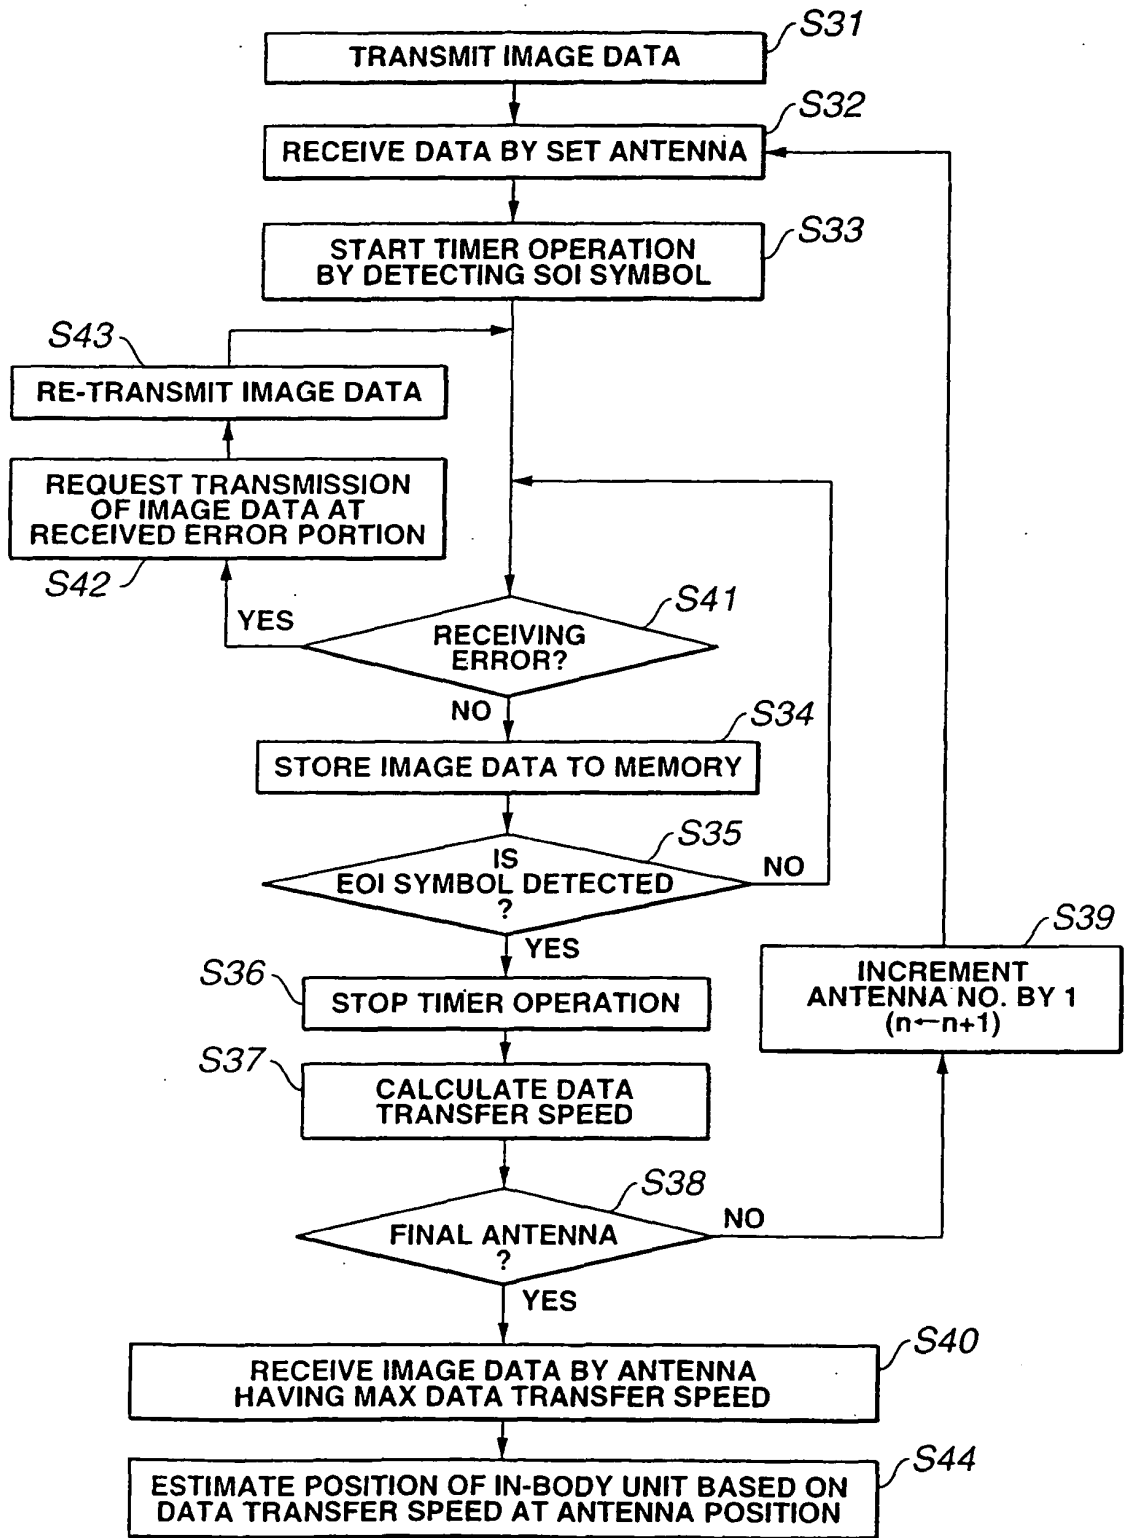 S31
TRANSMIT IMAGE DATA
S32
RECEIVE DATA BY SET ANTENNA
S33
START TIMER OPERATION
BY DETECTING SOI SYMBOL
S43
RE-TRANSMIT IMAGE DATA
REQUEST TRANSMISSION
OF IMAGE DATA AT
RECEIVED ERROR PORTION
S42
YES
S41
RECEIVING
ERROR?
NO
S34
STORE IMAGE DATA TO MEMORY
S35
IS
EOI SYMBOL DETECTED
?
NO
YES
S39
INCREMENT
ANTENNA NO. BY 1
(n←n+1)
S36
STOP TIMER OPERATION
S37
CALCULATE DATA
TRANSFER SPEED
S38
FINAL ANTENNA
?
NO
YES
S40
RECEIVE IMAGE DATA BY ANTENNA
HAVING MAX DATA TRANSFER SPEED
S44
ESTIMATE POSITION OF IN-BODY UNIT BASED ON
DATA TRANSFER SPEED AT ANTENNA POSITION